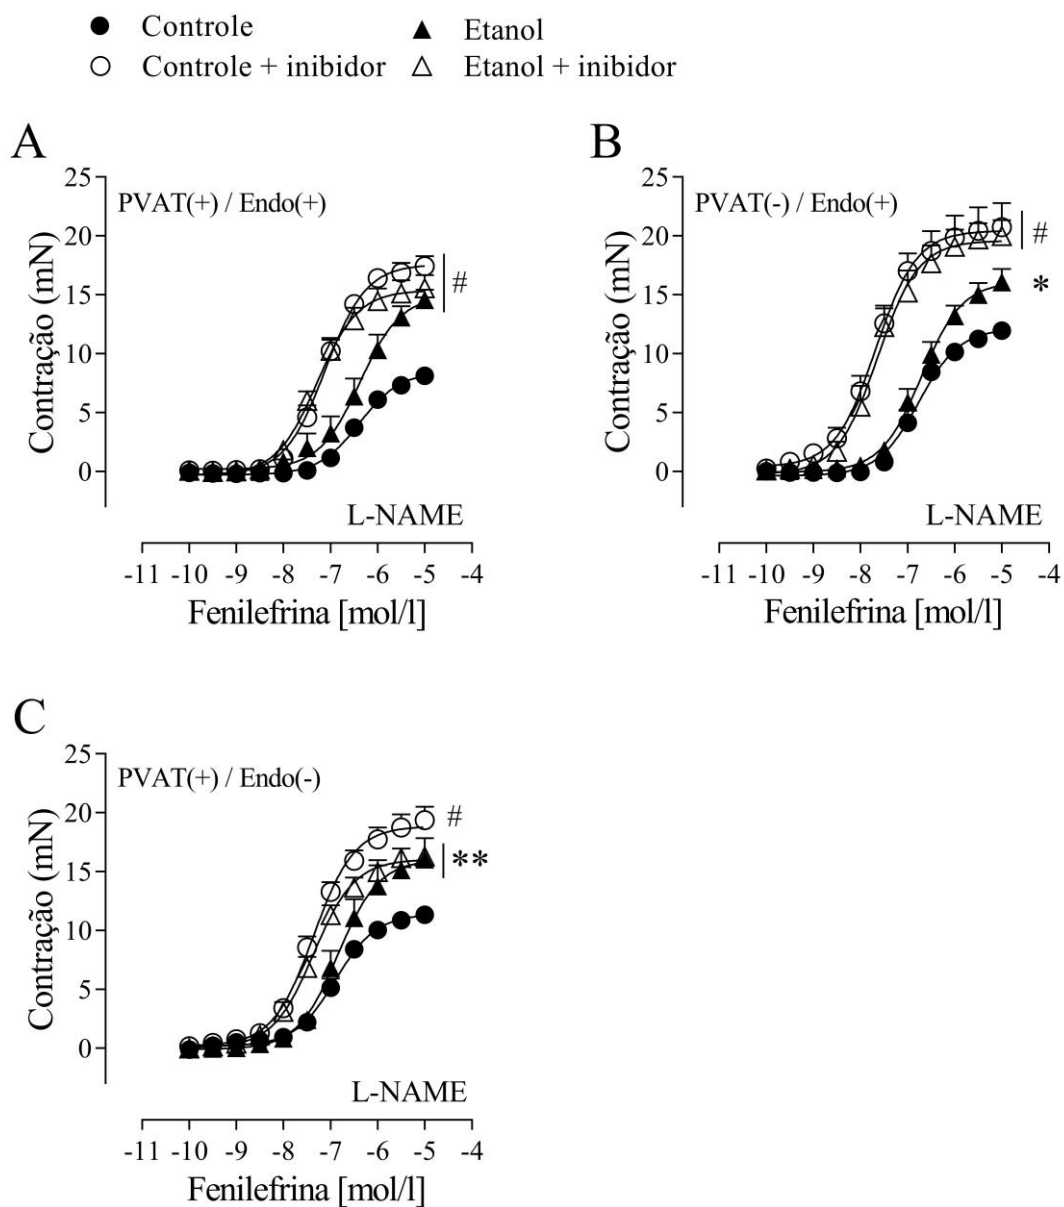 Controle
Etanol
Controle + inibidor
Etanol + inibidor
A
25
20
15
10
5
0
Contração (mN)
PVAT(+) / Endo(+)
#
L-NAME
-11 -10 -9 -8 -7 -6 -5 -4
Fenilefrina [mol/l]
B
25
20
15
10
5
0
Contração (mN)
PVAT(-) / Endo(+)
#
*
L-NAME
-11 -10 -9 -8 -7 -6 -5 -4
Fenilefrina [mol/l]
C
25
20
15
10
5
0
Contração (mN)
PVAT(+) / Endo(-)
#
**
L-NAME
-11 -10 -9 -8 -7 -6 -5 -4
Fenilefrina [mol/l]